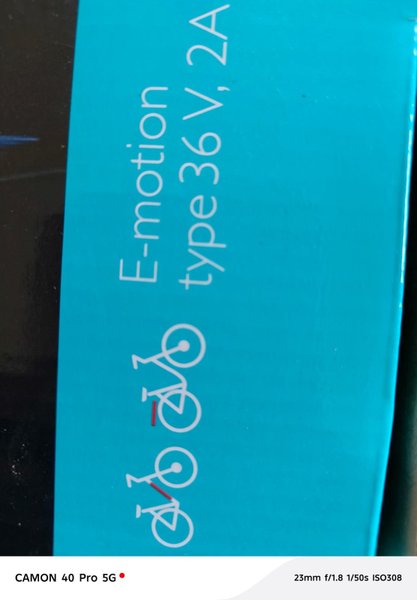 E-motion
type 36 V, 2A
CAMON 40 Pro 5G
23mm f/1.8 1/50s ISO308